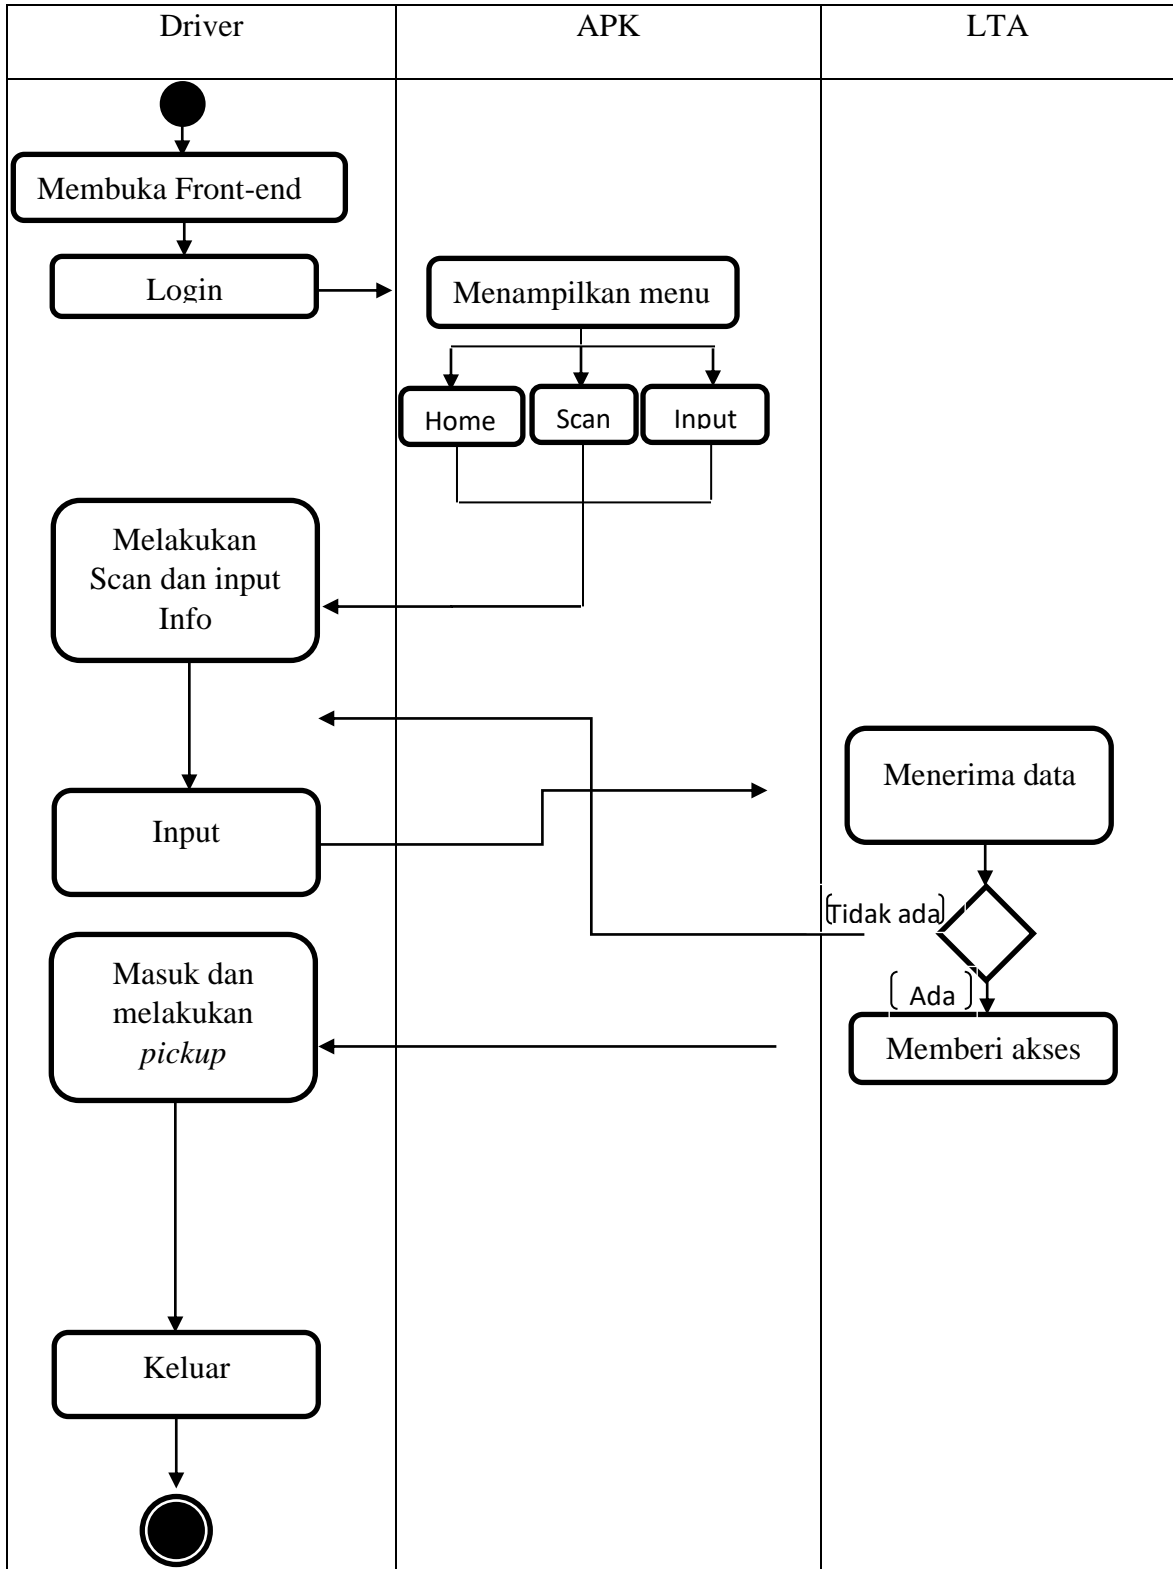 Driver
APK
LTA
Membuka Front-end
Login
Menampilkan menu
Home
Scan
Input
Melakukan
Scan dan input
Info
Menerima data
Input
[Tidak ada]
Masuk dan
melakukan
pickup
[ Ada ]
Memberi akses
Keluar